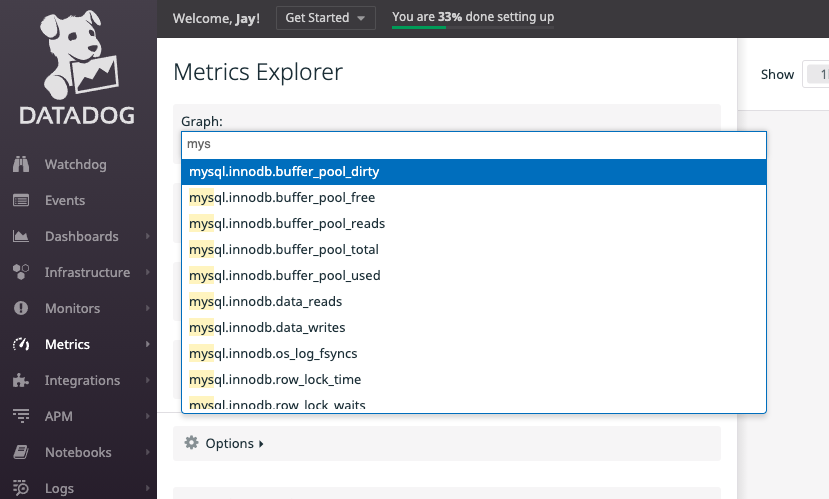 Welcome, Jay!
Get Started
You are 33% done setting up
DATADOG
Watchdog
Events
Dashboards
Infrastructure
Monitors
Metrics
Integrations
APM
Notebooks
Logs
Metrics Explorer
Graph:
mys
mysql.innodb.buffer_pool_dirty
mysql.innodb.buffer_pool_free
mysql.innodb.buffer_pool_reads
mysql.innodb.buffer_pool_total
mysql.innodb.buffer_pool_used
mysql.innodb.data_reads
mysql.innodb.data_writes
mysql.innodb.os_log_fsyncs
mysql.innodb.row_lock_time
mysql.innodb.row_lock_waits
Options
Show